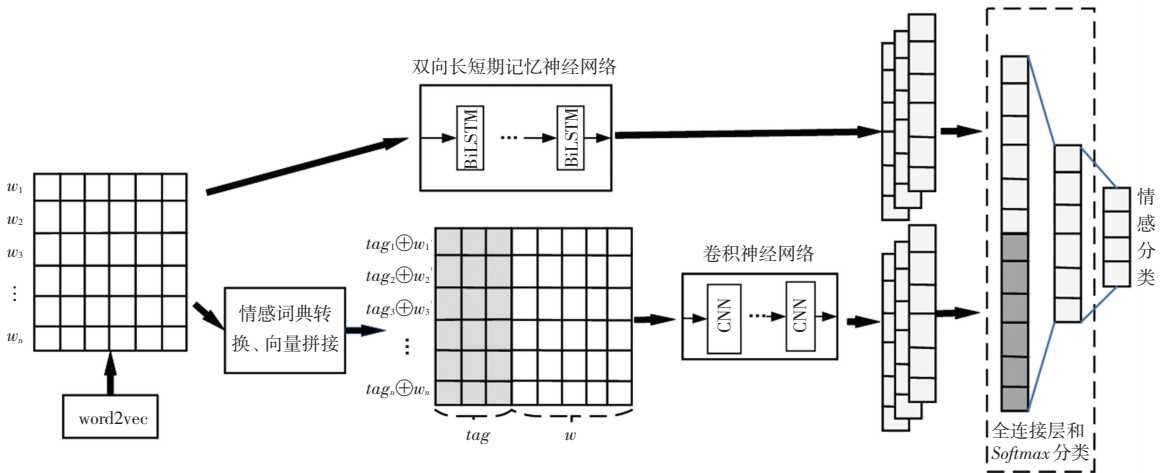 双向长短期记忆神经网络
BiLSTM
...
BiLSTM
w1
w2
w3
⋮
wn
word2vec
情感词典转
换、向量拼接
tag1⊕w1'
tag2⊕w2'
tag3⊕w3'
⋮
tagn⊕wn'
tag
w
卷积神经网络
CNN
...
CNN
全连接层和
Softmax分类
情
感
分
类